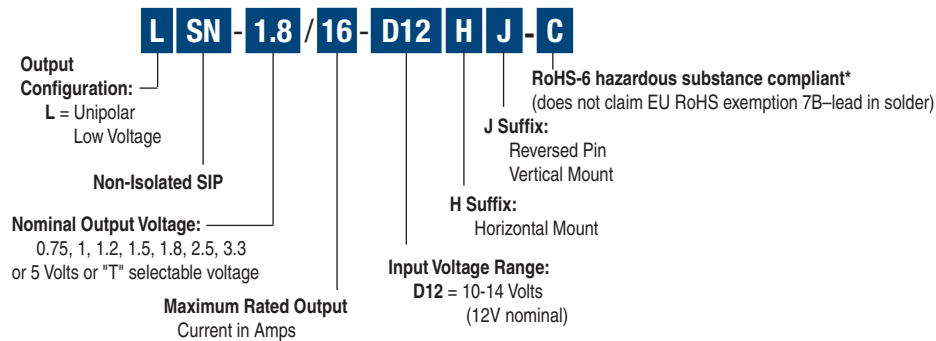 L SN - 1.8 / 16 - D12 H J - C
Output
Configuration:
L = Unipolar
Low Voltage
Non-Isolated SIP
Nominal Output Voltage:
0.75, 1, 1.2, 1.5, 1.8, 2.5, 3.3
or 5 Volts or "T" selectable voltage
Maximum Rated Output
Current in Amps
Input Voltage Range:
D12 = 10-14 Volts
(12V nominal)
H Suffix:
Horizontal Mount
J Suffix:
Reversed Pin
Vertical Mount
RoHS-6 hazardous substance compliant*
(does not claim EU RoHS exemption 7B–lead in solder)